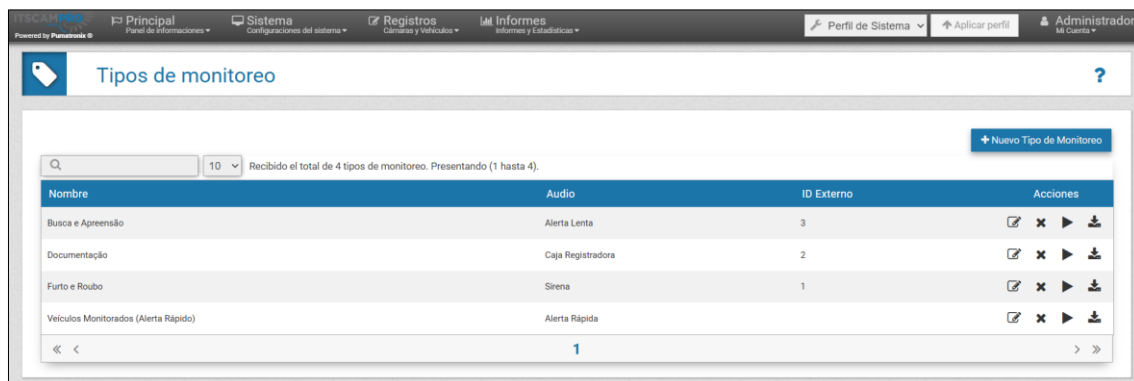 ITSCAMPRO
Powered by Pumatronix ®
Principal
Panel de informaciones
Sistema
Configuraciones del sistema
Registros
Cámaras y Vehículos
Informes
Informes y Estadísticas
Perfil de Sistema
Aplicar perfil
Administrador
Mi Cuenta
Tipos de monitoreo
?
+ Nuevo Tipo de Monitoreo
10 Recibido el total de 4 tipos de monitoreo. Presentando (1 hasta 4).
Nombre Audio ID Externo Acciones
Busca e Apreensão Alerta Lenta 3
Documentação Caja Registradora 2
Furto e Roubo Sirena 1
Veículos Monitorados (Alerta Rápido) Alerta Rápida
« < 1 > »